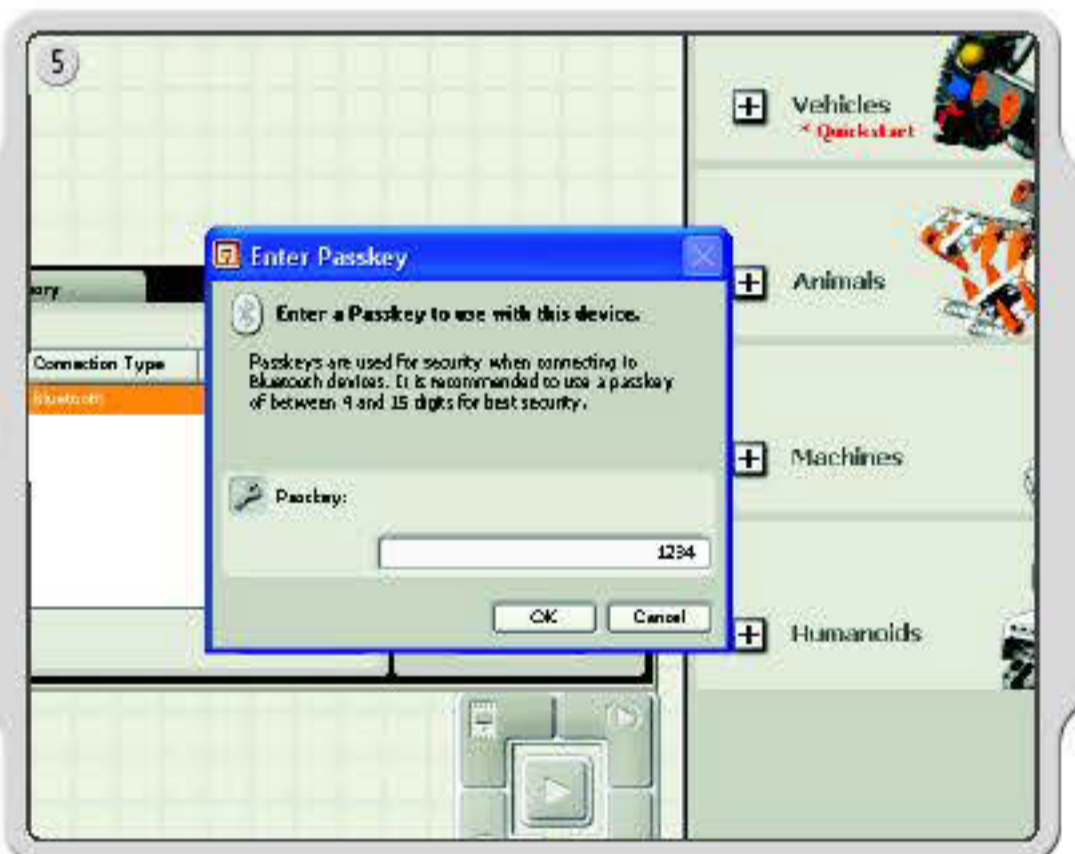 5
Vehicles
* Quickstart
Enter Passkey
Enter a Passkey to use with this device.
Animals
Connection Type
Bluetooth
Passkeys are used for security when connecting to
Bluetooth devices. It is recommended to use a passkey
of between 4 and 15 digits for best security.
Machines
Passkey:
1234
OK
Cancel
Humanoids